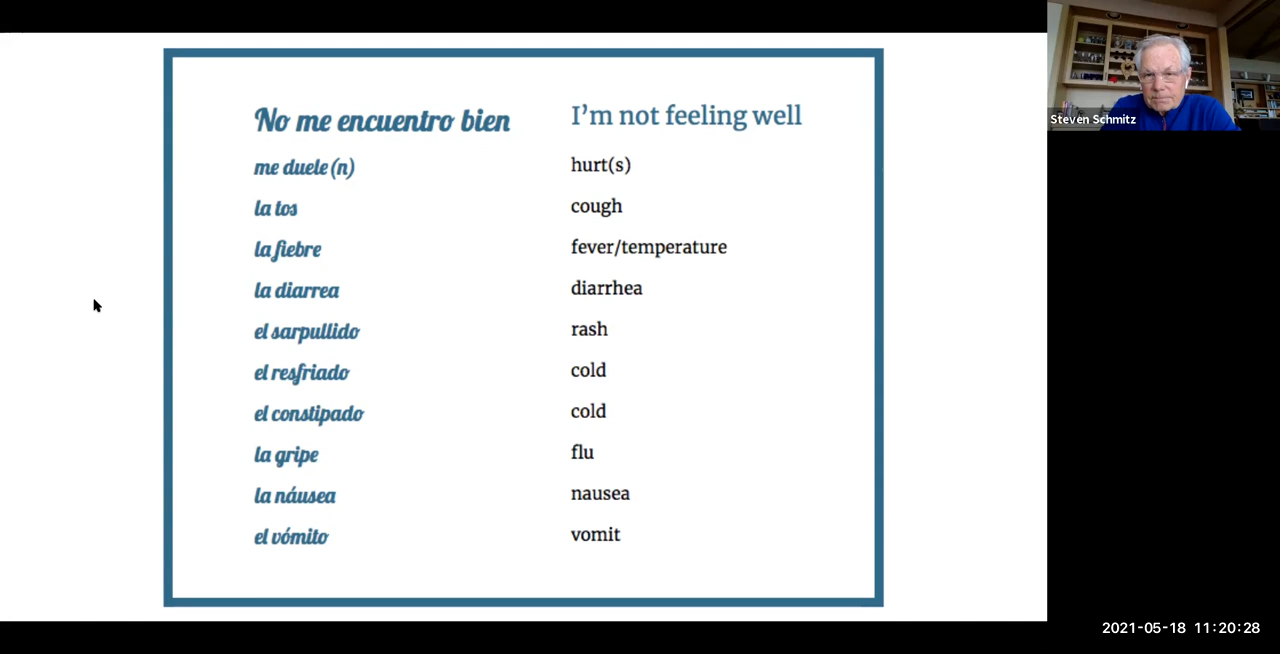 No me encuentro bien I’m not feeling well
me duele(n) hurt(s)
la tos cough
la fiebre fever/temperature
la diarrea diarrhea
el sarpullido rash
el resfriado cold
el constipado cold
la gripe flu
la náusea nausea
el vómito vomit
Steven Schmitz
2021-05-18 11:20:28